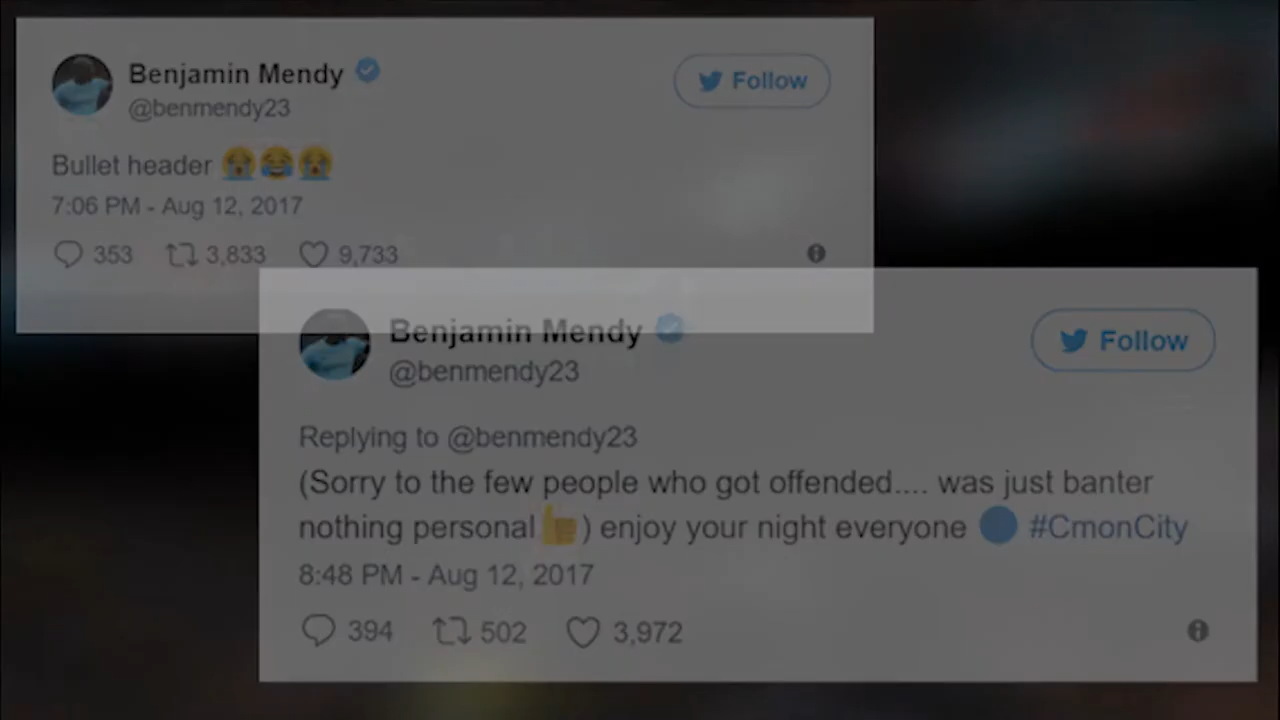 Benjamin Mendy
Follow
@benmendy23
Bullet header 😭😂😭
7:06 PM - Aug 12, 2017
353 3,833 9,733
Benjamin Mendy
Follow
@benmendy23
Replying to @benmendy23
(Sorry to the few people who got offended.... was just banter
nothing personal 👍) enjoy your night everyone 🔵 #CmonCity
8:48 PM - Aug 12, 2017
394 502 3,972